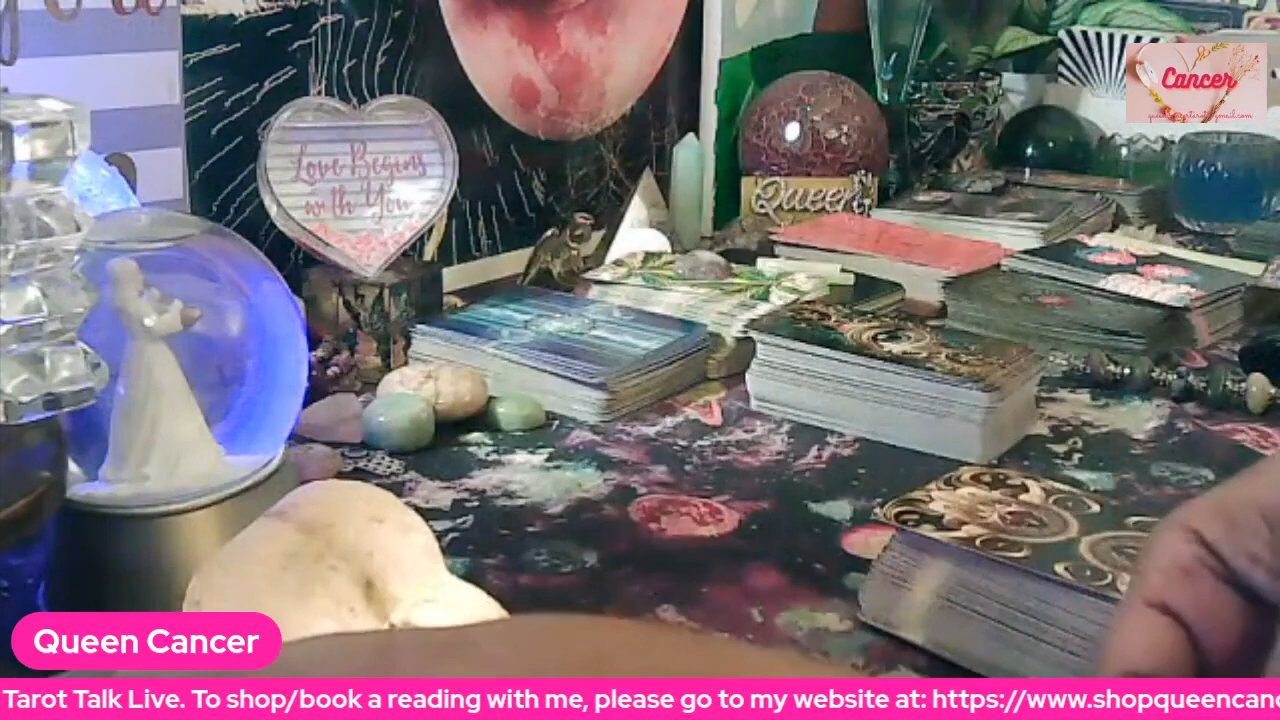 Love Begins
with You
Queen
Cancer
Queen Cancer
Tarot Talk Live. To shop/book a reading with me, please go to my website at: https://www.shopqueencan